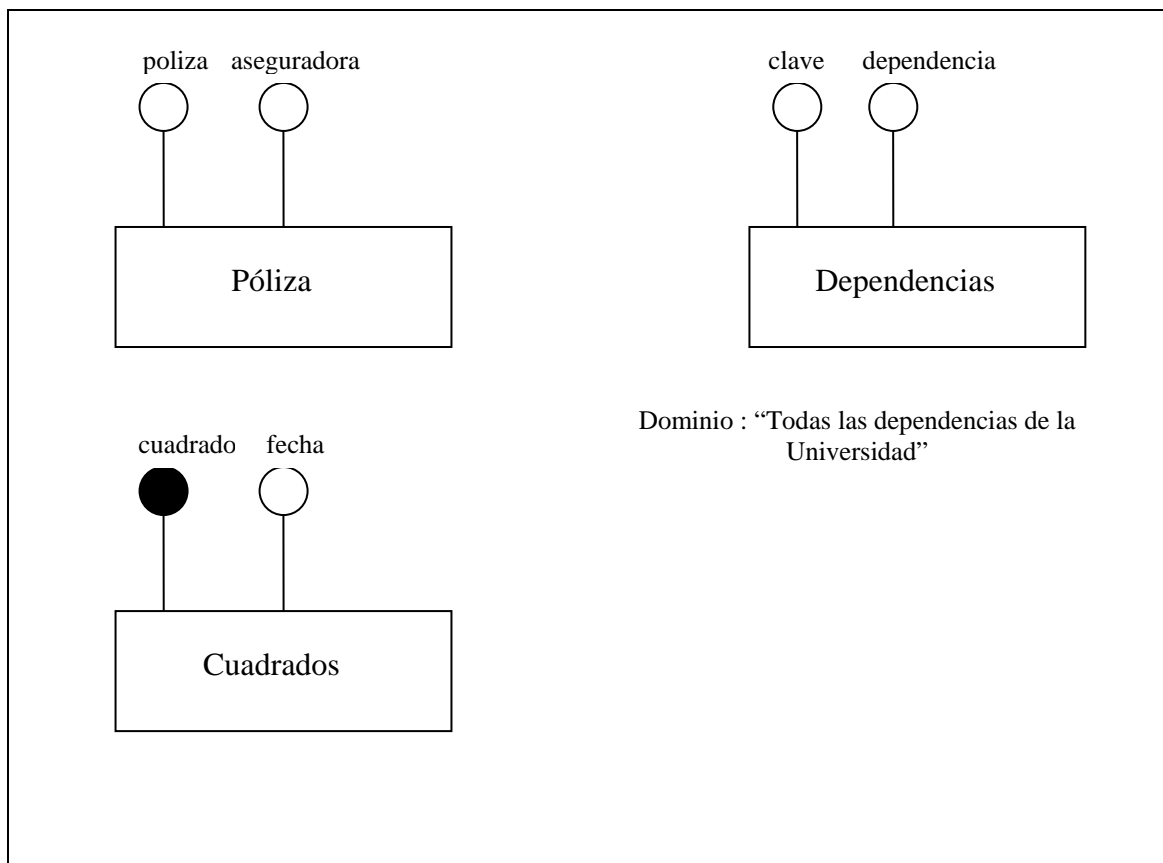 poliza aseguradora
Póliza
clave dependencia
Dependencias
Dominio : “Todas las dependencias de la
Universidad”
cuadrado fecha
Cuadrados